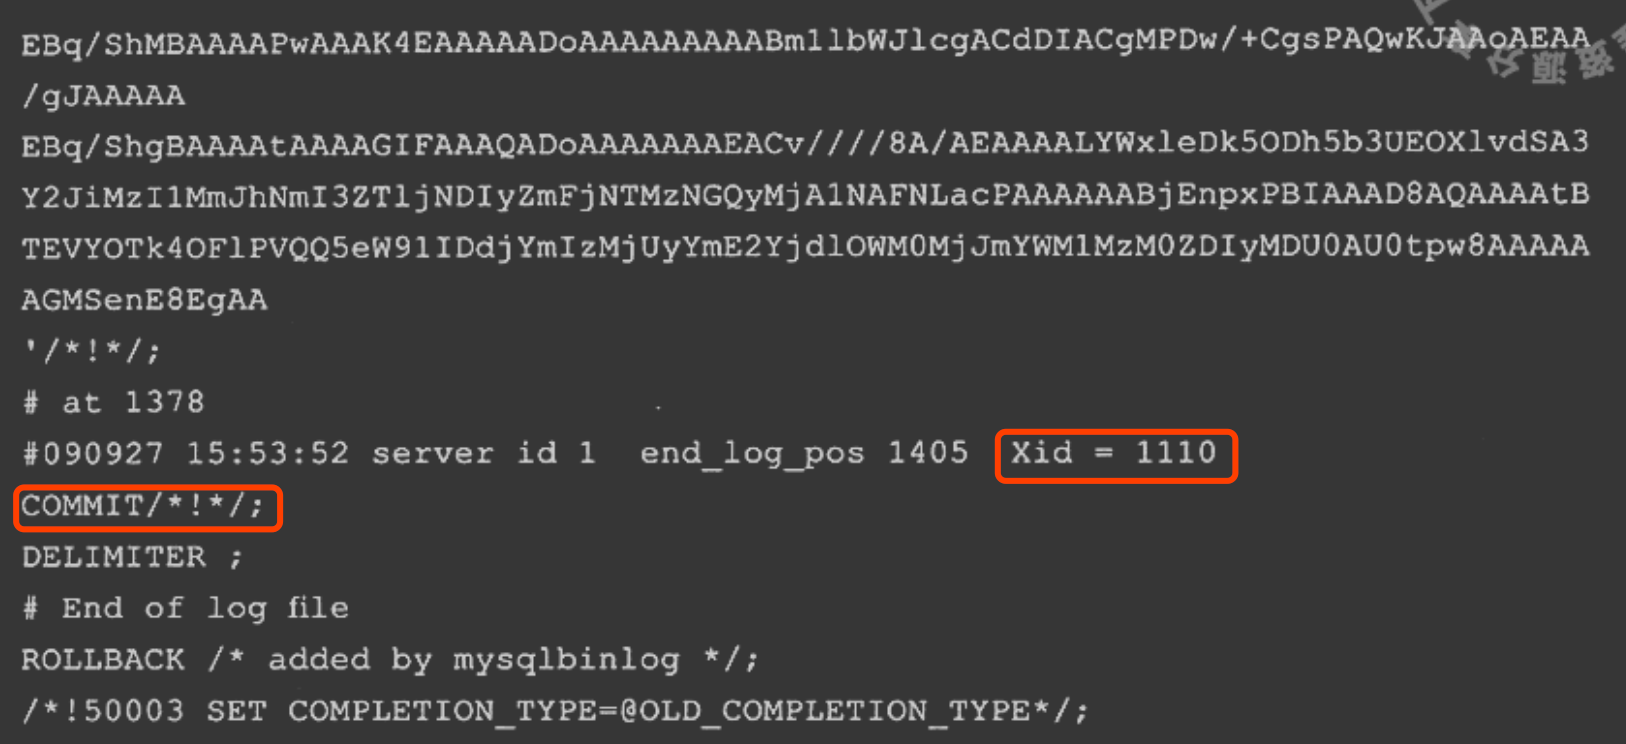 EBq/ShMBAAAAPwAAAK4EAAAAADoAAAAAAAAABm1lbWJlcgACdDIACgMPDw/+CgsPAQwKJAAoAEAA
/gJAAAAA
EBq/ShgBAAAAtAAAAGIFAAAQADoAAAAAAAEACv////8A/AEAAAALYWxleDk5ODh5b3UEOXlvdSA3
Y2JiMzI1MmJhNmI3ZTljNDIyZmFjNTMzNGQyMjA1NAFNLacPAAAAAABjEnpxPBIAAAD8AQAAAAtB
TEVYOTk4OFlPVQQ5eW91IDdjYmIzMjUyYmE2YjdlOWM0MjJmYWM1MzM0ZDIyMDU0AU0tpw8AAAAA
AGMSenE8EgAA
'/*!*/;
# at 1378
#090927 15:53:52 server id 1  end_log_pos 1405  Xid = 1110
COMMIT/*!*/;
DELIMITER ;
# End of log file
ROLLBACK /* added by mysqlbinlog */;
/*!50003 SET COMPLETION_TYPE=@OLD_COMPLETION_TYPE*/;